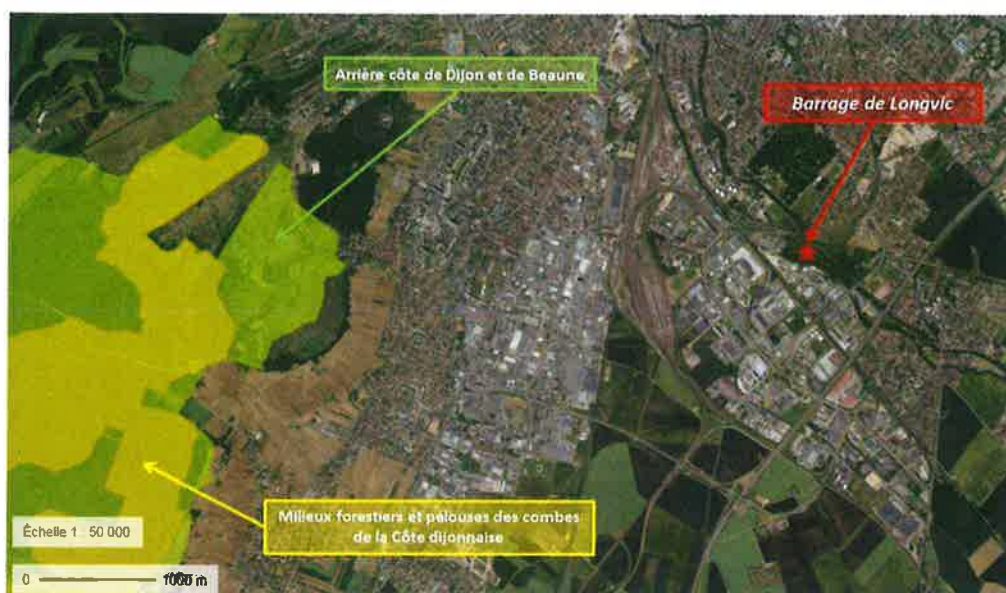 Arrière côte de Dijon et de Beaune
Barrage de Longvic
Milieux forestiers et pelouses des combes
de la Côte dijonnaise
Échelle 1 : 50 000
0
1000 m